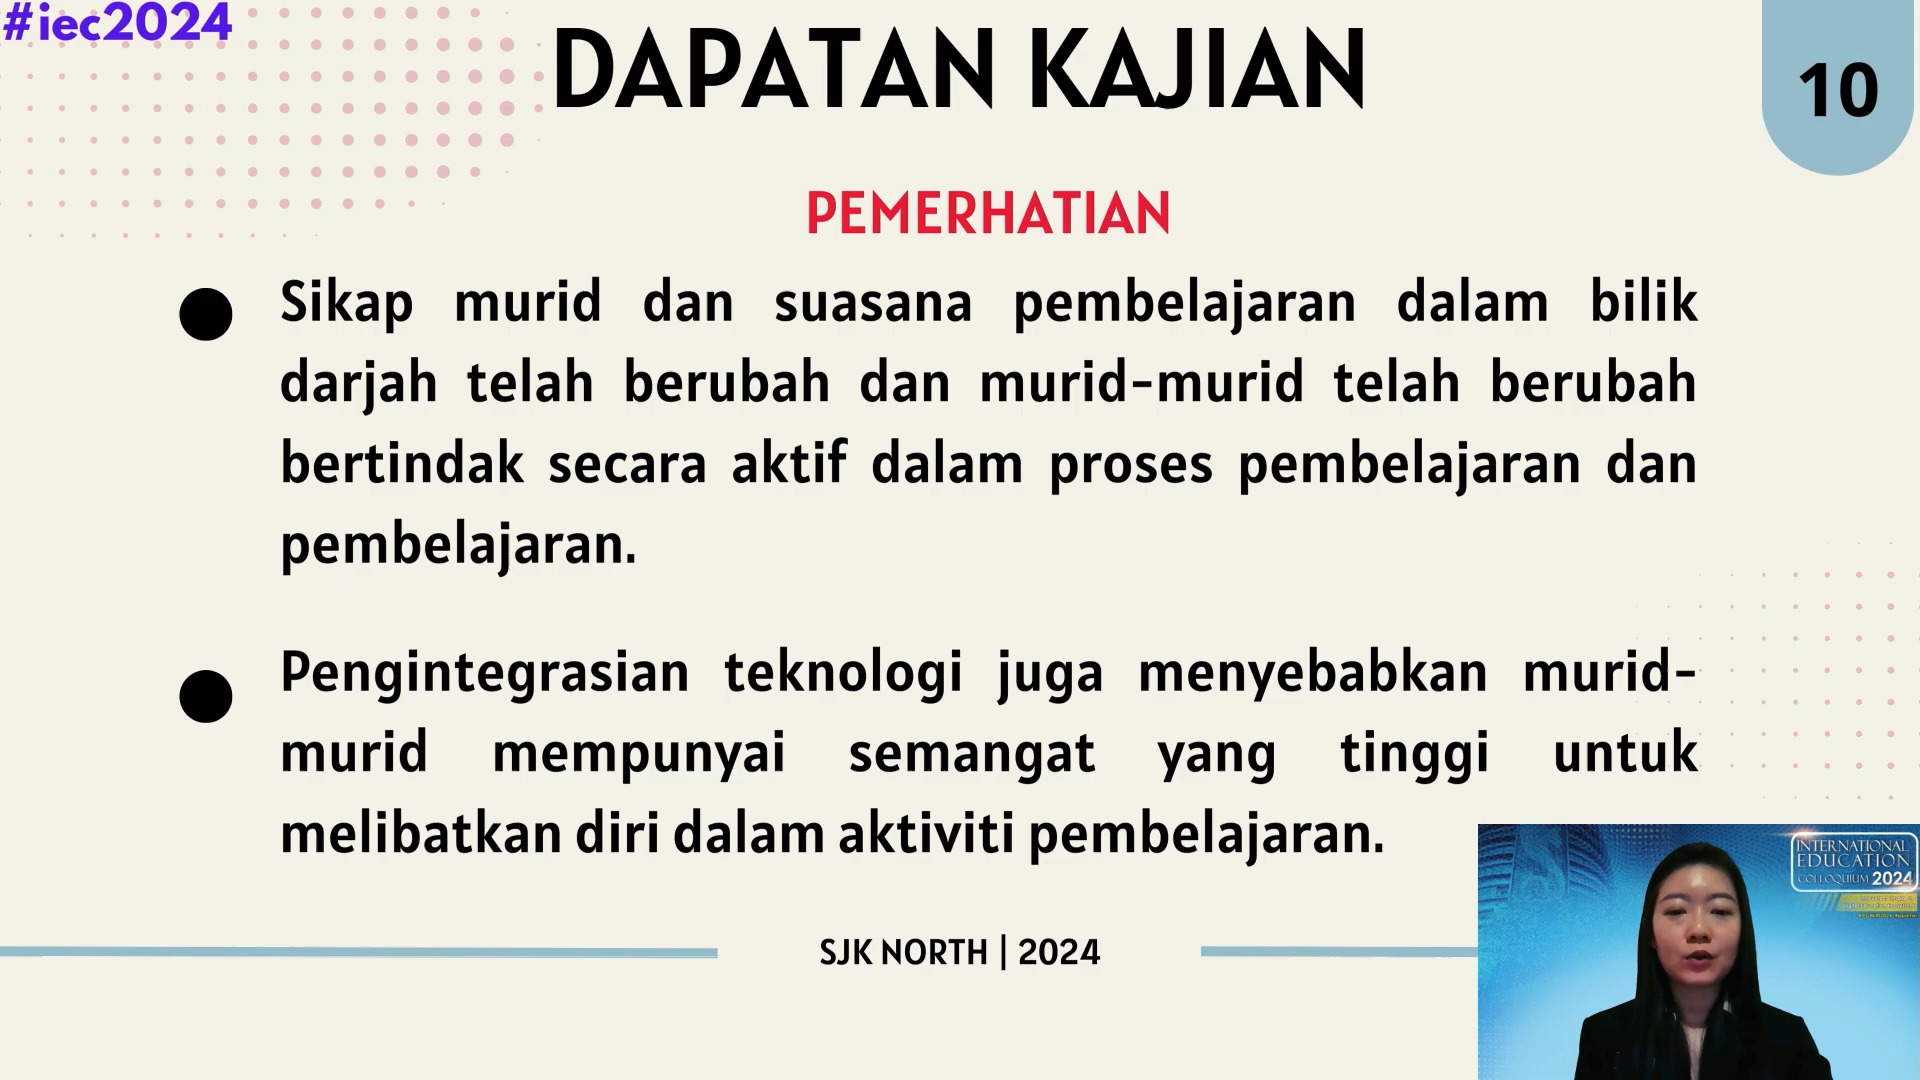 #iec2024
DAPATAN KAJIAN
10
PEMERHATIAN
Sikap murid dan suasana pembelajaran dalam bilik
darjah telah berubah dan murid-murid telah berubah
bertindak secara aktif dalam proses pembelajaran dan
pembelajaran.
Pengintegrasian teknologi juga menyebabkan murid-
murid mempunyai semangat yang tinggi untuk
melibatkan diri dalam aktiviti pembelajaran.
SJK NORTH | 2024
INTERNATIONAL
EDUCATION
COLLOQUIUM 2024